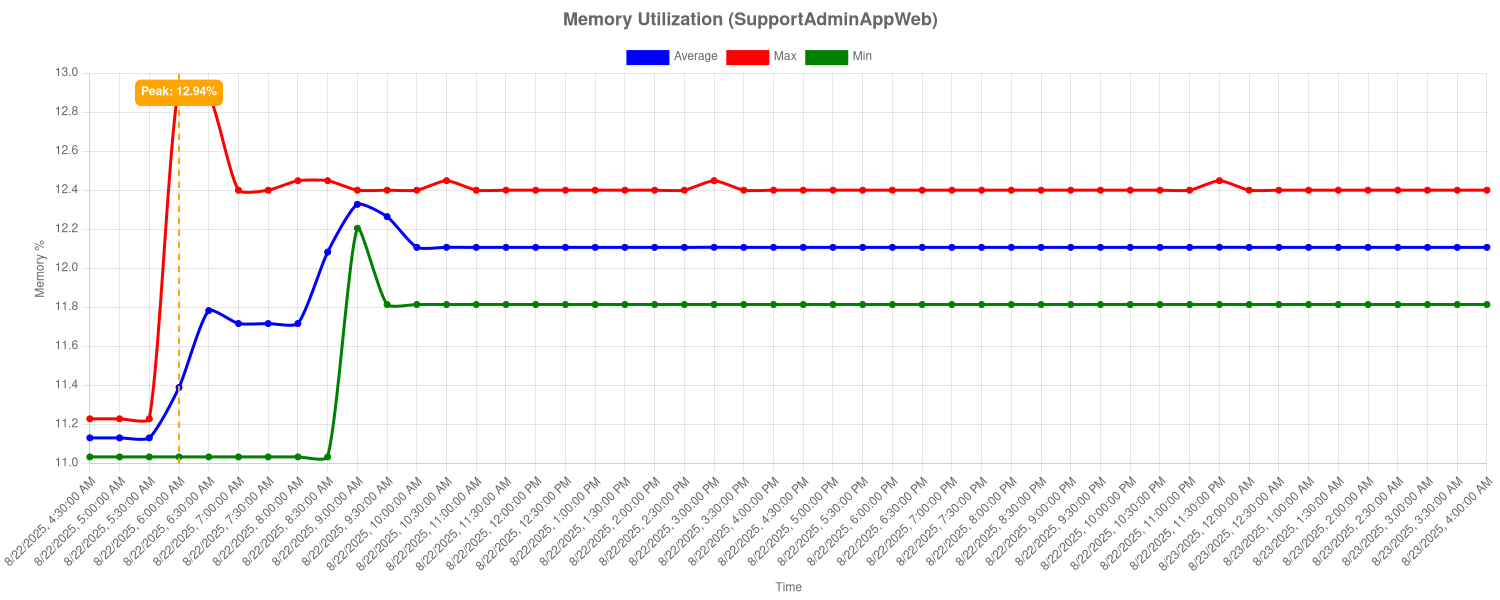 Memory Utilization (SupportAdminAppWeb)
Average Max Min
Peak: 12.94%
Memory %
13.0
12.8
12.6
12.4
12.2
12.0
11.8
11.6
11.4
11.2
11.0
8/22/2025, 4:30:00 AM
8/22/2025, 5:00:00 AM
8/22/2025, 5:30:00 AM
8/22/2025, 6:00:00 AM
8/22/2025, 6:30:00 AM
8/22/2025, 7:00:00 AM
8/22/2025, 7:30:00 AM
8/22/2025, 8:00:00 AM
8/22/2025, 8:30:00 AM
8/22/2025, 9:00:00 AM
8/22/2025, 9:30:00 AM
8/22/2025, 10:00:00 AM
8/22/2025, 10:30:00 AM
8/22/2025, 11:00:00 AM
8/22/2025, 11:30:00 AM
8/22/2025, 12:00:00 PM
8/22/2025, 12:30:00 PM
8/22/2025, 1:00:00 PM
8/22/2025, 1:30:00 PM
8/22/2025, 2:00:00 PM
8/22/2025, 2:30:00 PM
8/22/2025, 3:00:00 PM
8/22/2025, 3:30:00 PM
8/22/2025, 4:00:00 PM
8/22/2025, 4:30:00 PM
8/22/2025, 5:00:00 PM
8/22/2025, 5:30:00 PM
8/22/2025, 6:00:00 PM
8/22/2025, 6:30:00 PM
8/22/2025, 7:00:00 PM
8/22/2025, 7:30:00 PM
8/22/2025, 8:00:00 PM
8/22/2025, 8:30:00 PM
8/22/2025, 9:00:00 PM
8/22/2025, 9:30:00 PM
8/22/2025, 10:00:00 PM
8/22/2025, 10:30:00 PM
8/22/2025, 11:00:00 PM
8/22/2025, 11:30:00 PM
8/23/2025, 12:00:00 AM
8/23/2025, 12:30:00 AM
8/23/2025, 1:00:00 AM
8/23/2025, 1:30:00 AM
8/23/2025, 2:00:00 AM
8/23/2025, 2:30:00 AM
8/23/2025, 3:00:00 AM
8/23/2025, 3:30:00 AM
8/23/2025, 4:00:00 AM
Time